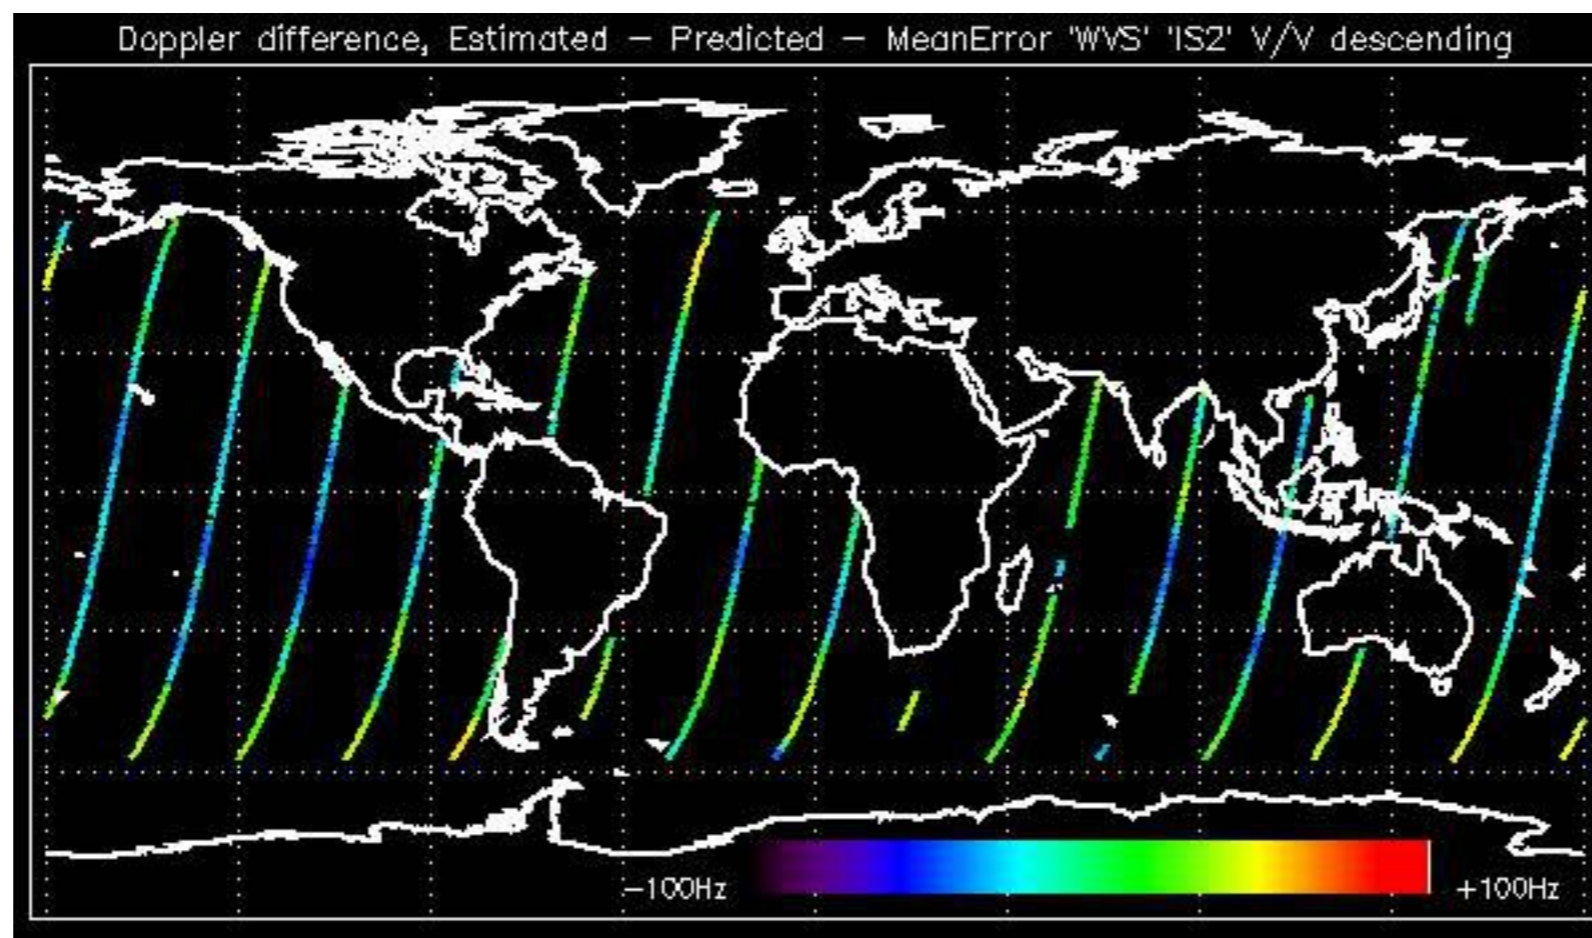 Doppler difference, Estimated – Predicted – MeanError 'WVS' 'IS2' V/V descending
–100Hz
+100Hz